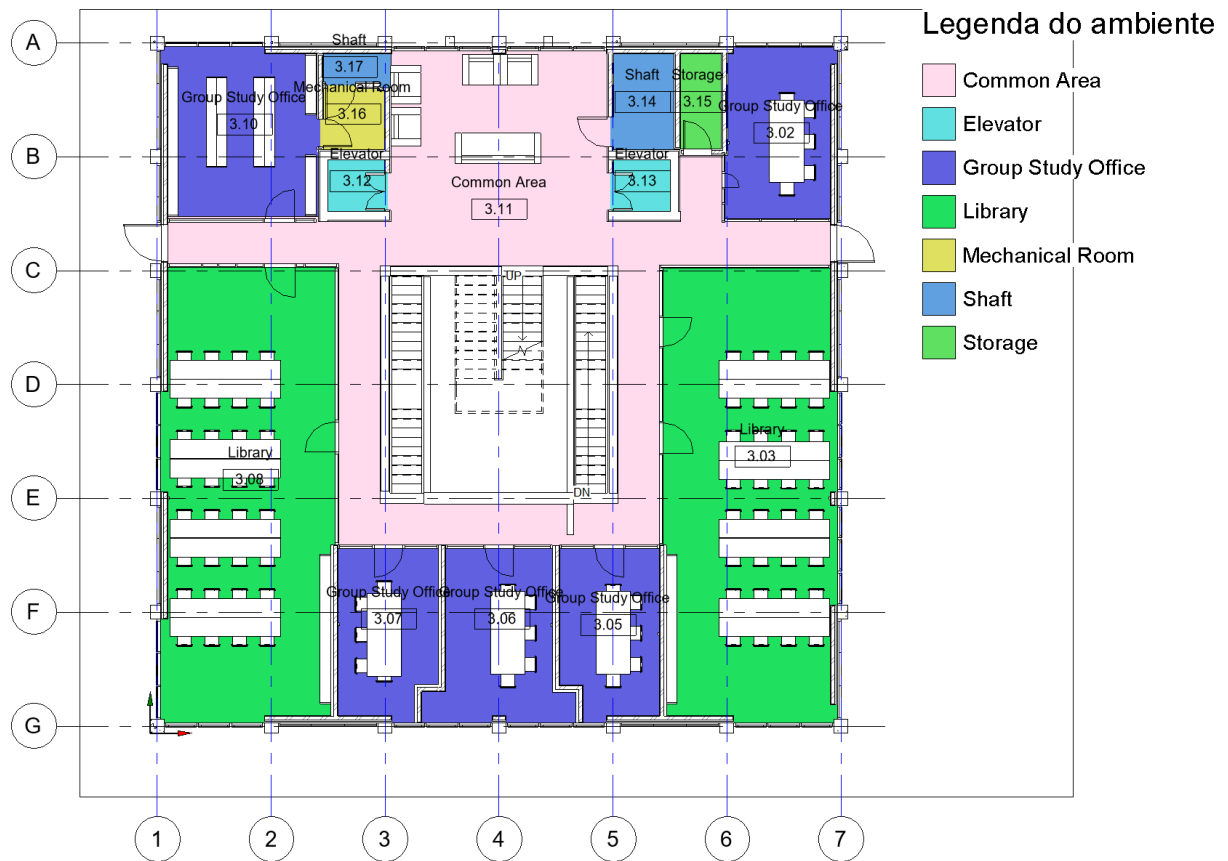 Legenda do ambiente
Common Area
Elevator
Group Study Office
Library
Mechanical Room
Shaft
Storage
A
B
C
D
E
F
G
Shaft
3.17
Mechanical Room
3.16
Group Study Office
3.10
Shaft
3.14
Storage
3.15
Group Study Office
3.02
Elevator
3.12
Elevator
3.13
Common Area
3.11
UP
Library
3.08
Library
3.03
DN
Group Study Office
3.07
Group Study Office
3.06
Group Study Office
3.05
1
2
3
4
5
6
7